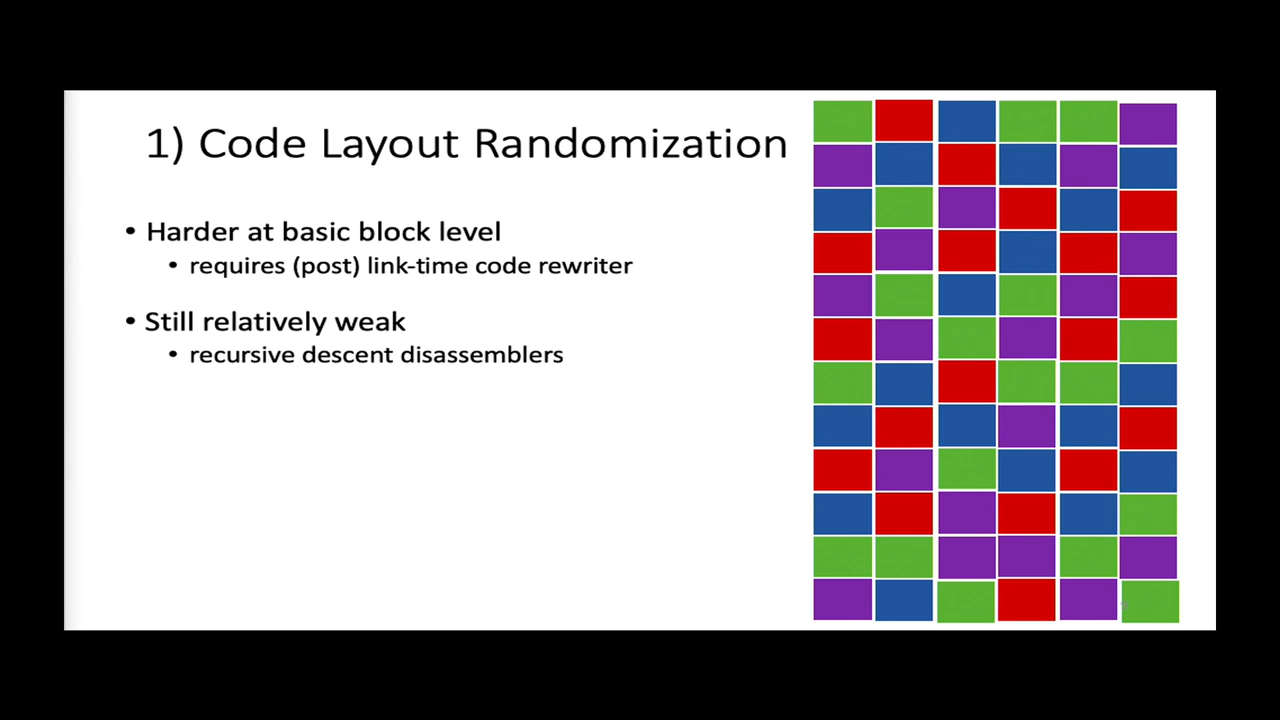 1) Code Layout Randomization
• Harder at basic block level
• requires (post) link-time code rewriter
• Still relatively weak
• recursive descent disassemblers